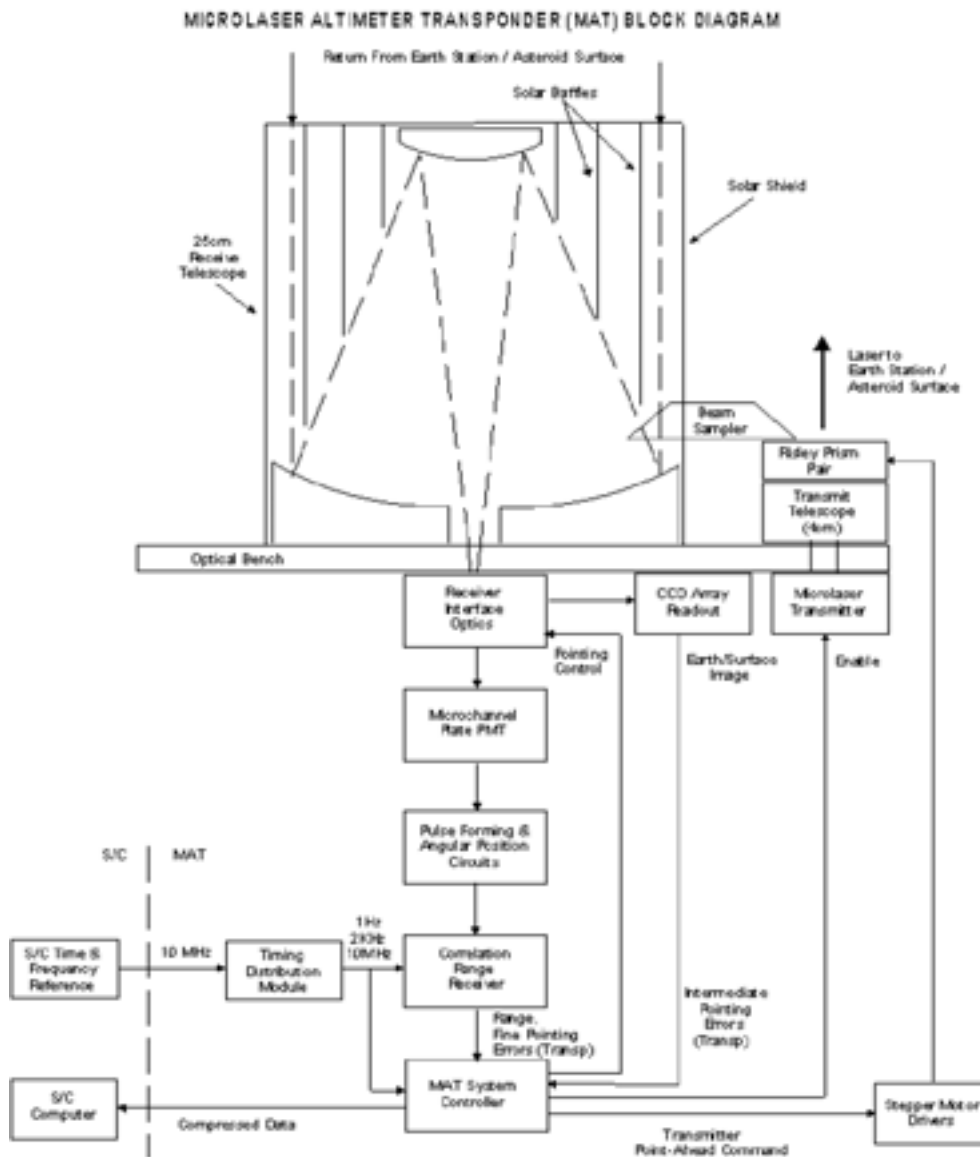 MICROLASER ALTIMETER TRANSPONDER (MAT) BLOCK DIAGRAM
Return From Earth Station / Asteroid Surface
Solar Baffles
Solar Shield
25cm
Receive
Telescope
Laser to
Earth Station /
Asteroid Surface
Beam
Sampler
Risley Prism
Pair
Transmit
Telescope
(4cm)
Optical Bench
Receiver
Interface
Optics
CCD Array
Readout
Microlaser
Transmitter
Pointing
Control
Earth/Surface
Image
Enable
Microchannel
Plate PMT
Pulse Forming &
Angular Position
Circuits
S/C
MAT
S/C Time &
Frequency
Reference
10 MHz
Timing
Distribution
Module
1Hz
2KHz
10MHz
Correlation
Range
Receiver
Range,
Fine Pointing
Errors (Transp)
Intermediate
Pointing
Errors
(Transp)
S/C
Computer
Compressed Data
MAT System
Controller
Transmitter
Point-Ahead Command
Stepper Motor
Drivers